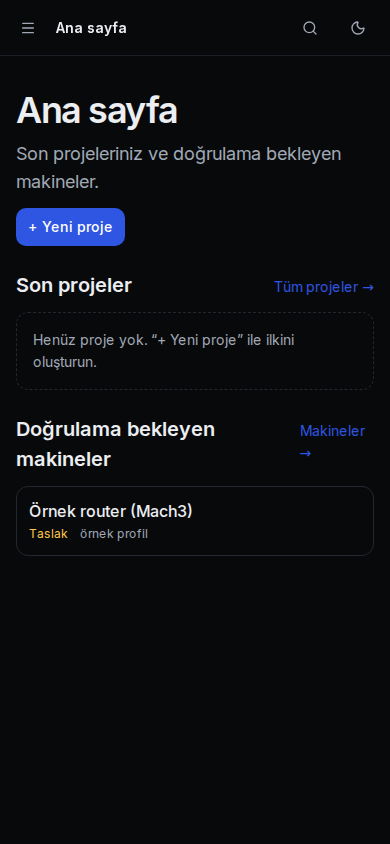 Ana sayfa
Ana sayfa
Son projeleriniz ve doğrulama bekleyen
makineler.
+ Yeni proje
Son projeler
Tüm projeler →
Henüz proje yok. “+ Yeni proje” ile ilkini
oluşturun.
Doğrulama bekleyen
makineler
Makineler
→
Örnek router (Mach3)
Taslak örnek profil